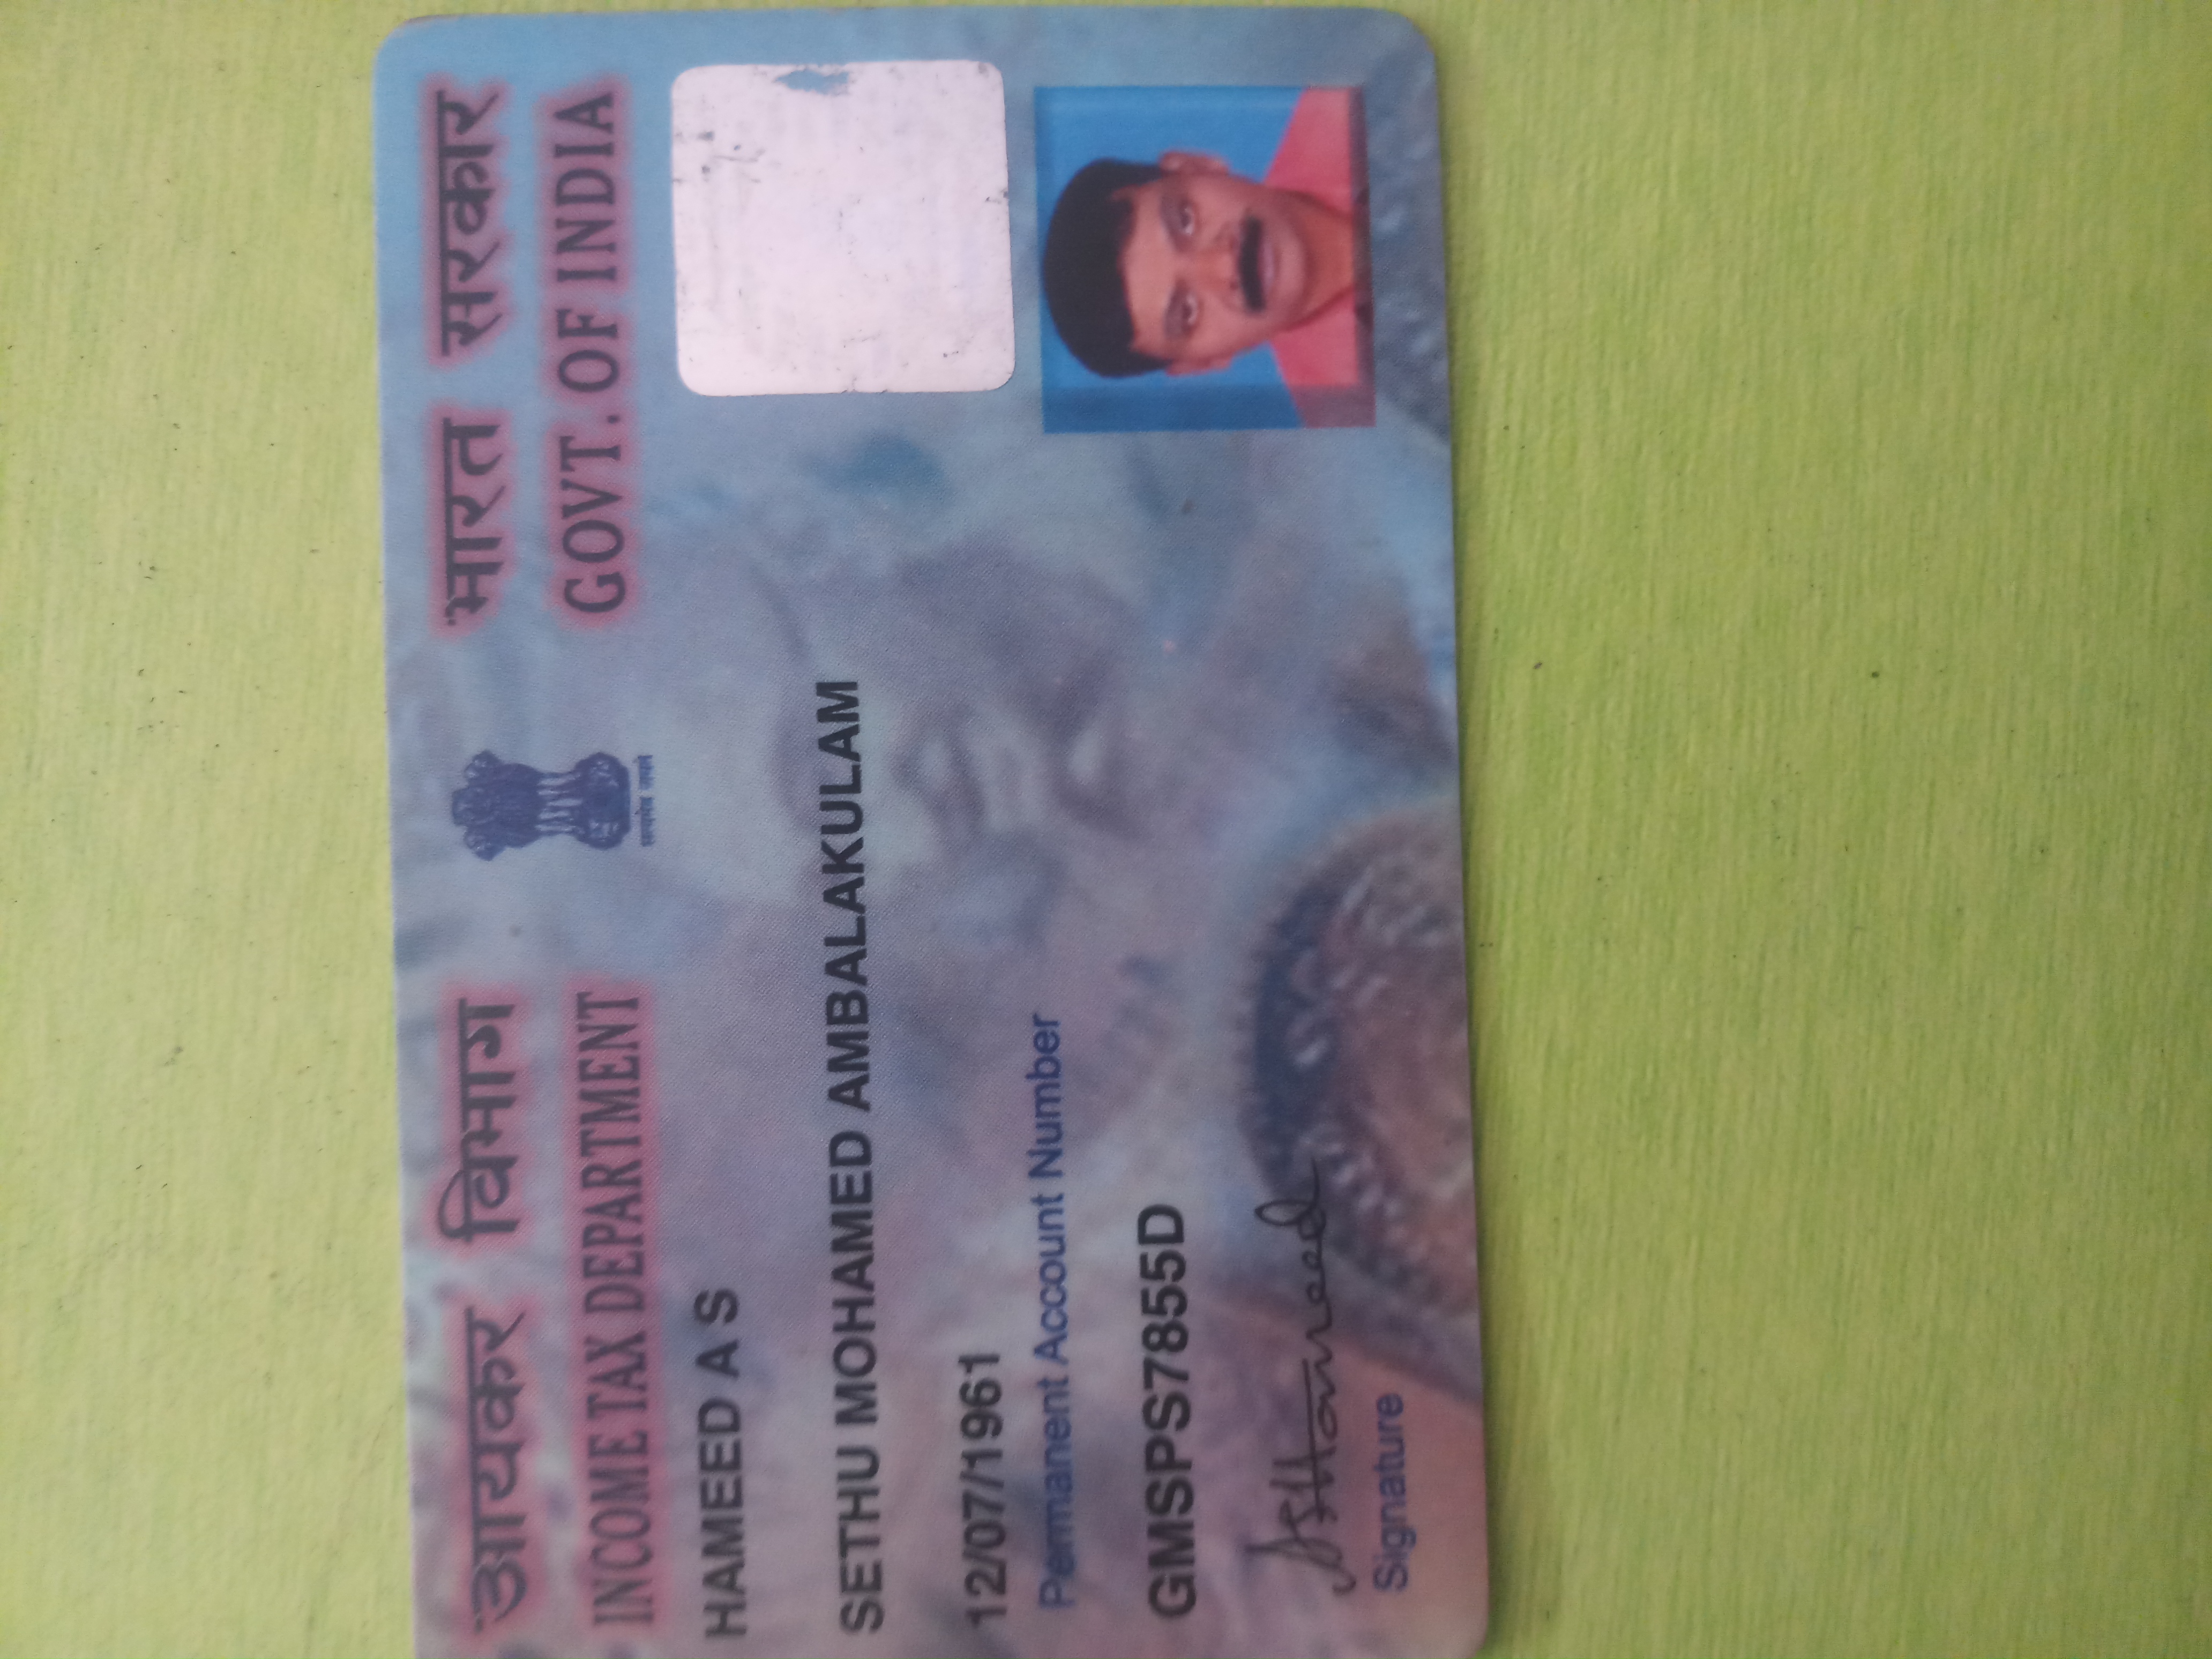 आयकर विभाग
INCOME TAX DEPARTMENT
सत्यमेव जयते
भारत सरकार
GOVT. OF INDIA
HAMEED A S
SETHU MOHAMED AMBALAKULAM
12/07/1961
Permanent Account Number
GMSPS7855D
ASHameed
Signature